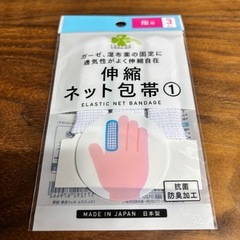 指用
3
ガーゼ、湿布薬の固定に
通気性がよく伸縮自在
伸縮
ネット包帯①
ELASTIC NET BANDAGE
抗菌
防臭加工
MADE IN JAPAN 日本製